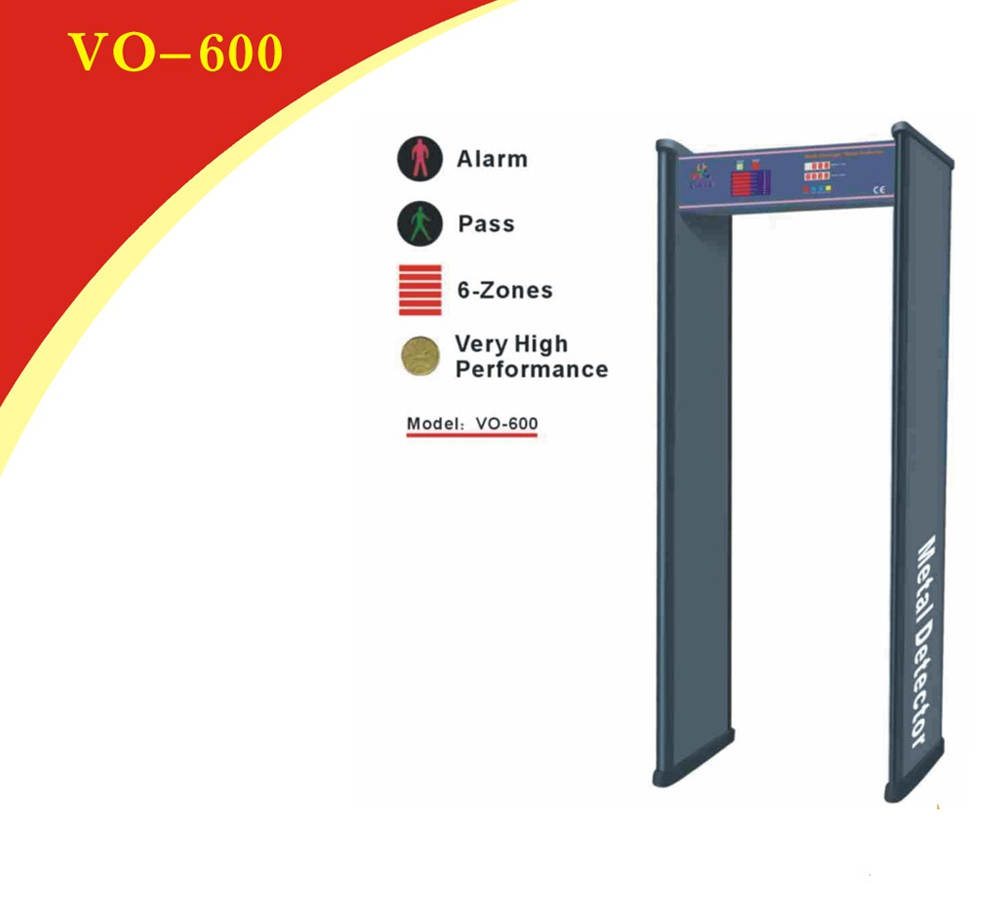 VO-600
Alarm
Pass
6-Zones
Very High
Performance
Model: VO-600
CE
Metal Detector